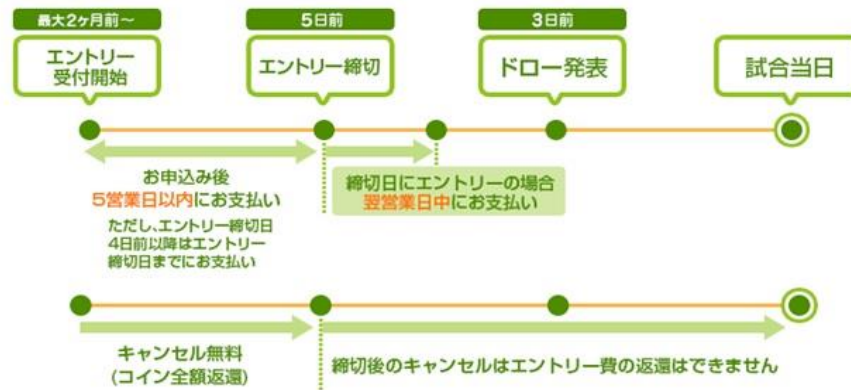 最大2ヶ月前～
5日前
3日前
エントリー
受付開始
エントリー締切
ドロー発表
試合当日
お申込み後
5営業日以内にお支払い
ただし、エントリー締切日
4日前以降はエントリー
締切日までにお支払い
締切日にエントリーの場合
翌営業日中にお支払い
キャンセル無料
(コイン全額返還)
締切後のキャンセルはエントリー費の返還はできません